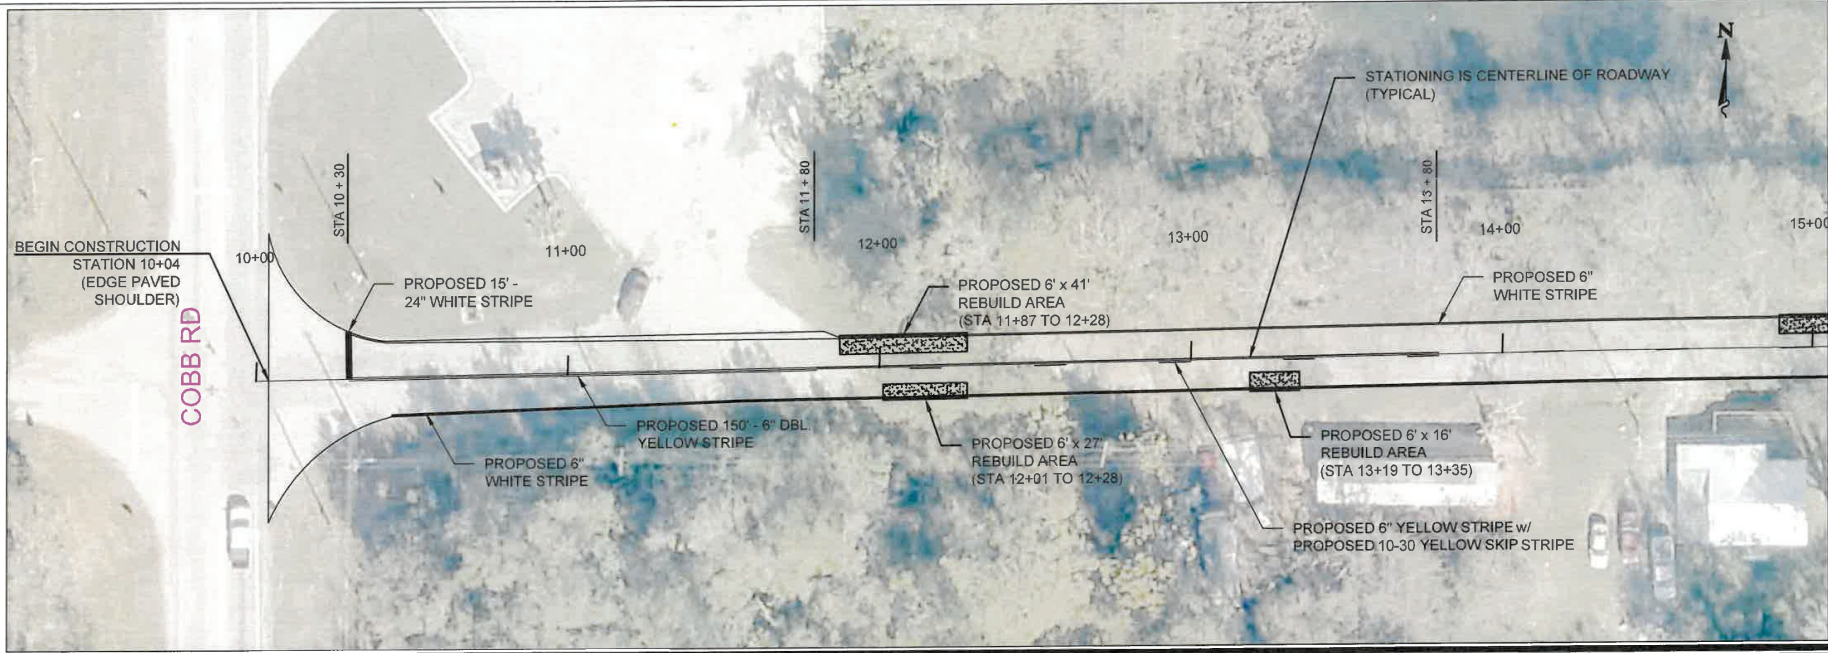 N
STATIONING IS CENTERLINE OF ROADWAY
(TYPICAL)
STA 10 + 30
STA 11 + 80
STA 13 + 80
BEGIN CONSTRUCTION
STATION 10+04
(EDGE PAVED
SHOULDER)
10+00
11+00
12+00
13+00
14+00
15+00
COBB RD
PROPOSED 15' -
24" WHITE STRIPE
PROPOSED 6' x 41'
REBUILD AREA
(STA 11+87 TO 12+28)
PROPOSED 6"
WHITE STRIPE
PROPOSED 6"
WHITE STRIPE
PROPOSED 150' - 6" DBL.
YELLOW STRIPE
PROPOSED 6' x 27'
REBUILD AREA
(STA 12+01 TO 12+28)
PROPOSED 6' x 16'
REBUILD AREA
(STA 13+19 TO 13+35)
PROPOSED 6" YELLOW STRIPE w/
PROPOSED 10-30 YELLOW SKIP STRIPE